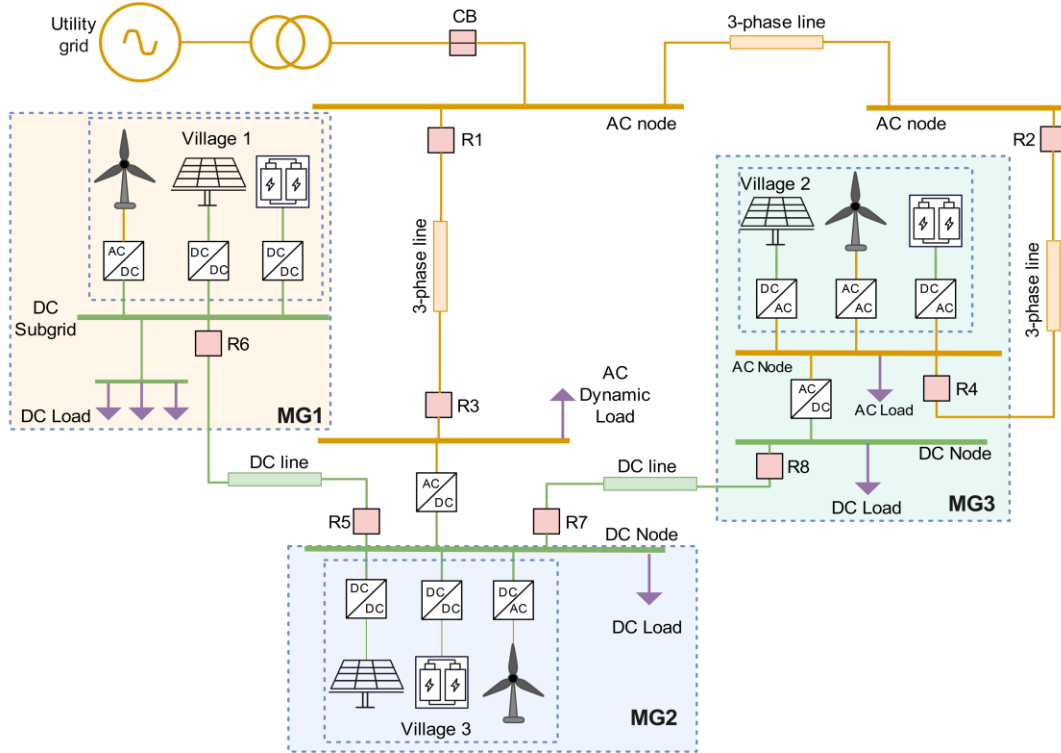 Utility
grid
CB
3-phase line
AC node
AC node
R1
R2
Village 1
AC
DC
DC
DC
DC
DC
DC
Subgrid
R6
DC Load
MG1
3-phase line
R3
AC
Dynamic
Load
Village 2
DC
AC
AC
AC
DC
AC
3-phase line
AC Node
AC
DC
AC Load
R4
DC Node
R8
DC Load
MG3
DC line
DC line
AC
DC
R5
R7
DC Node
DC
DC
DC
DC
DC
AC
DC Load
Village 3
MG2